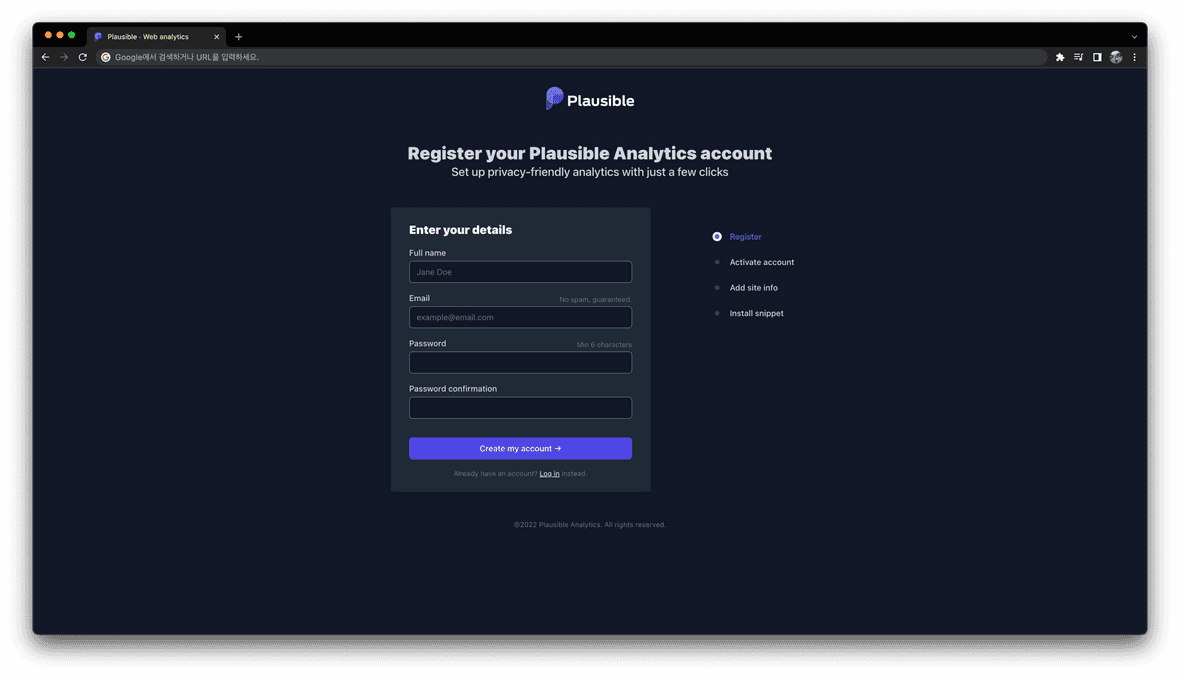 Plausible · Web analytics
Google에서 검색하거나 URL을 입력하세요.
Plausible
Register your Plausible Analytics account
Set up privacy-friendly analytics with just a few clicks
Enter your details
Full name
Jane Doe
Email No spam, guaranteed.
example@email.com
Password Min 6 characters
Password confirmation
Create my account →
Already have an account? Log in instead.
Register
Activate account
Add site info
Install snippet
©2022 Plausible Analytics. All rights reserved.